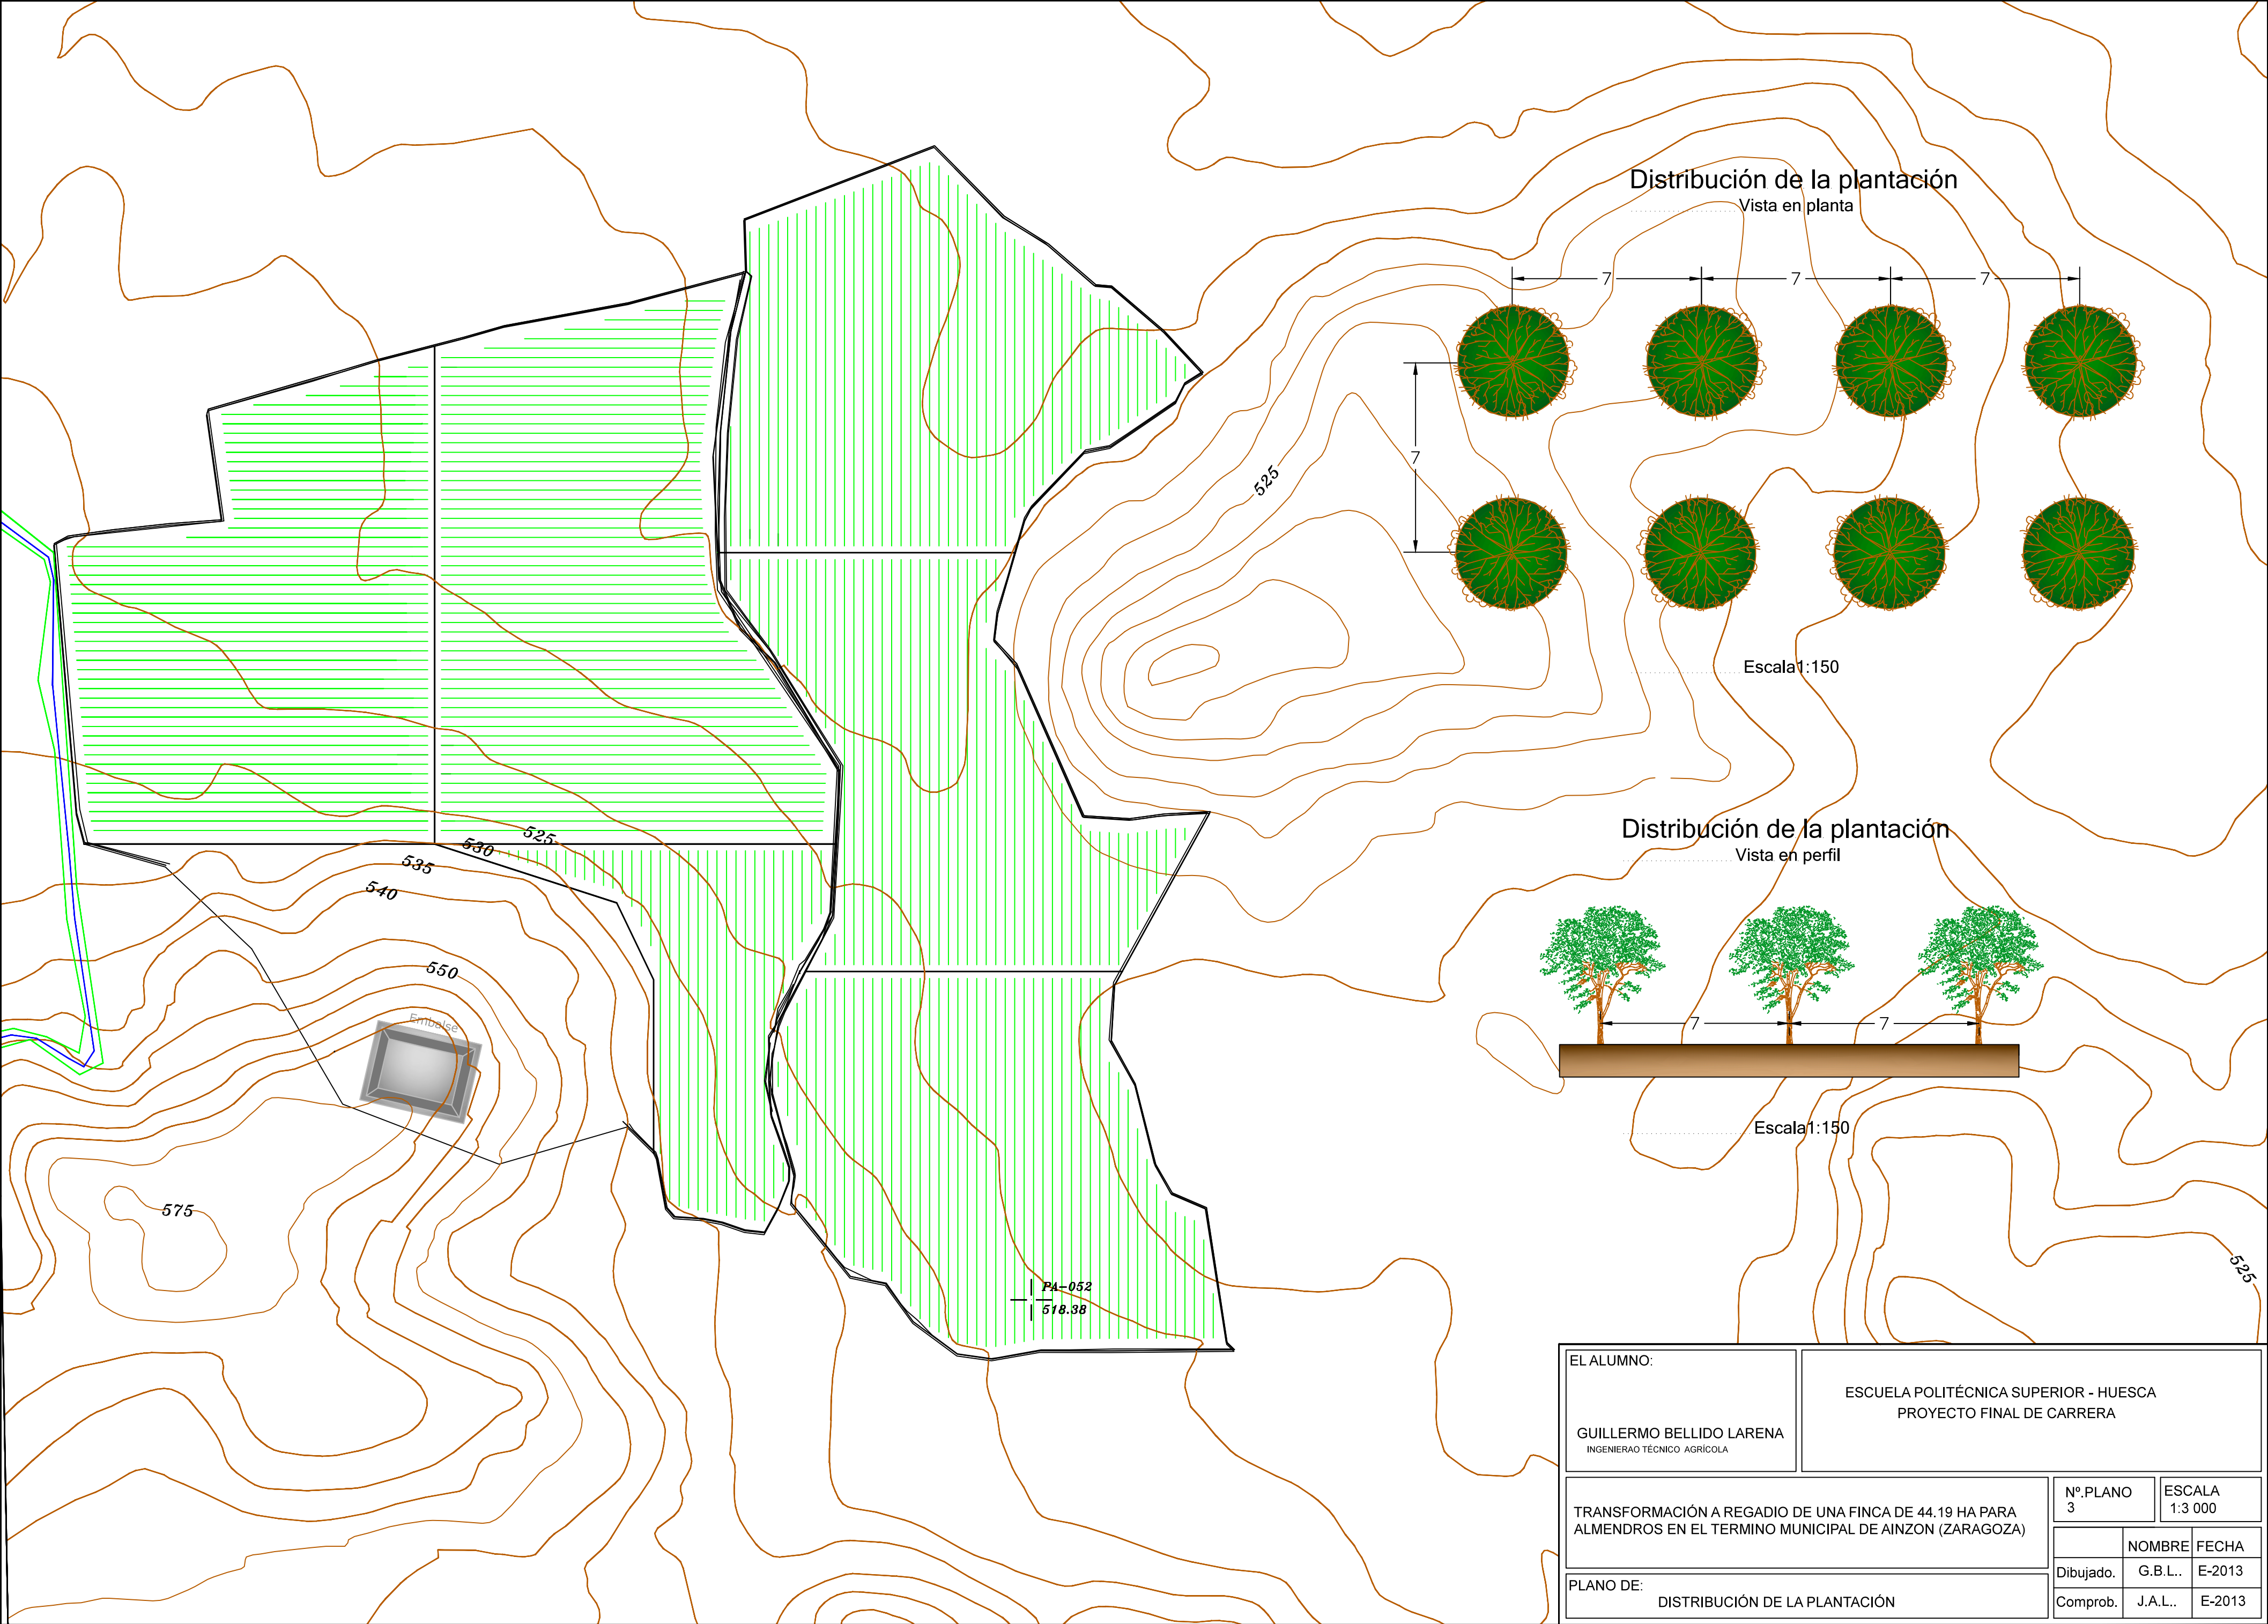 Distribución de la plantación
Vista en planta
7
7
7
7
525
Escala1:150
Distribución de la plantación
Vista en perfil
7
7
Escala1:150
525
530
535
540
550
Embalse
575
PA-052
518.38
525
EL ALUMNO:
GUILLERMO BELLIDO LARENA
INGENIERAO TÉCNICO AGRÍCOLA
ESCUELA POLITÉCNICA SUPERIOR - HUESCA
PROYECTO FINAL DE CARRERA
TRANSFORMACIÓN A REGADIO DE UNA FINCA DE 44.19 HA PARA
ALMENDROS EN EL TERMINO MUNICIPAL DE AINZON (ZARAGOZA)
Nº.PLANO
3
ESCALA
1:3 000
NOMBRE FECHA
Dibujado. G.B.L.. E-2013
Comprob. J.A.L.. E-2013
PLANO DE:
DISTRIBUCIÓN DE LA PLANTACIÓN